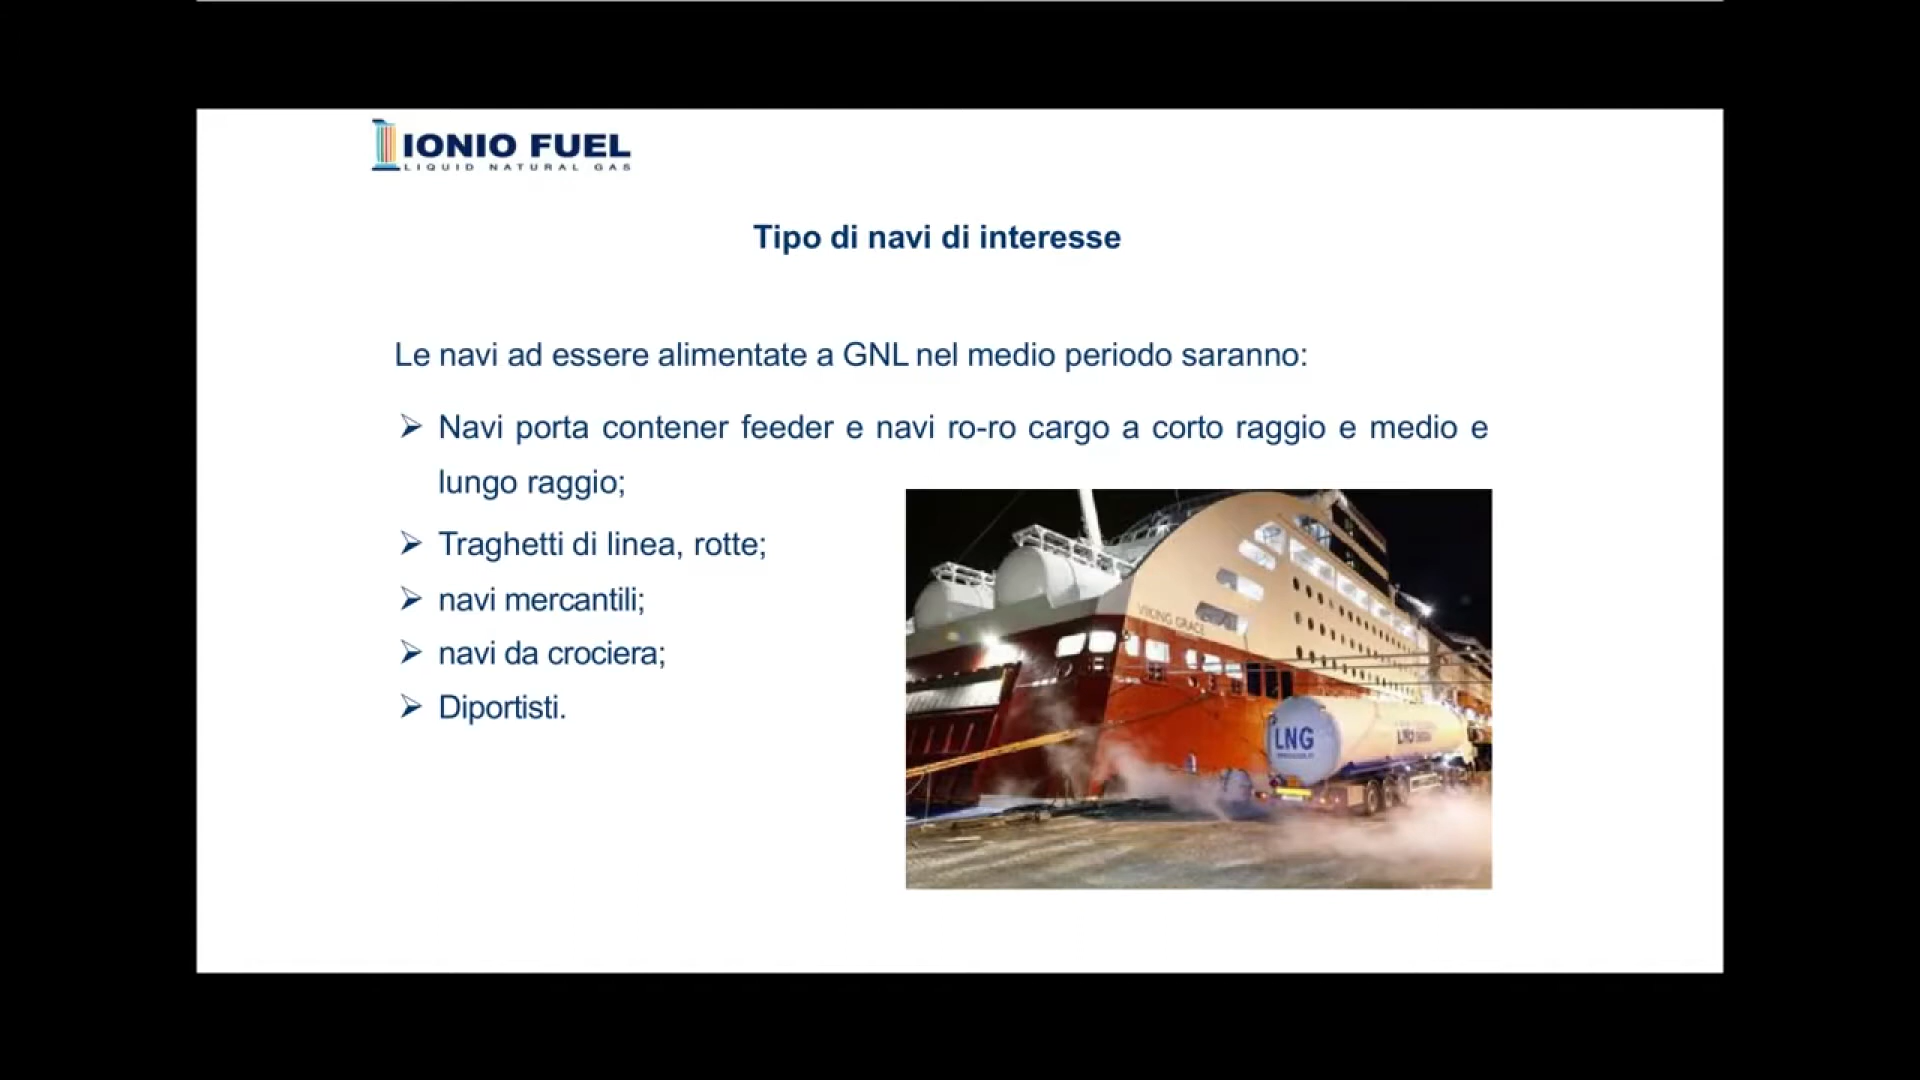 IONIO FUEL
LIQUID NATURAL GAS
Tipo di navi di interesse
Le navi ad essere alimentate a GNL nel medio periodo saranno:
Navi porta contener feeder e navi ro-ro cargo a corto raggio e medio e
lungo raggio;
Traghetti di linea, rotte;
navi mercantili;
navi da crociera;
Diportisti.
VIKING GRACE
LNG